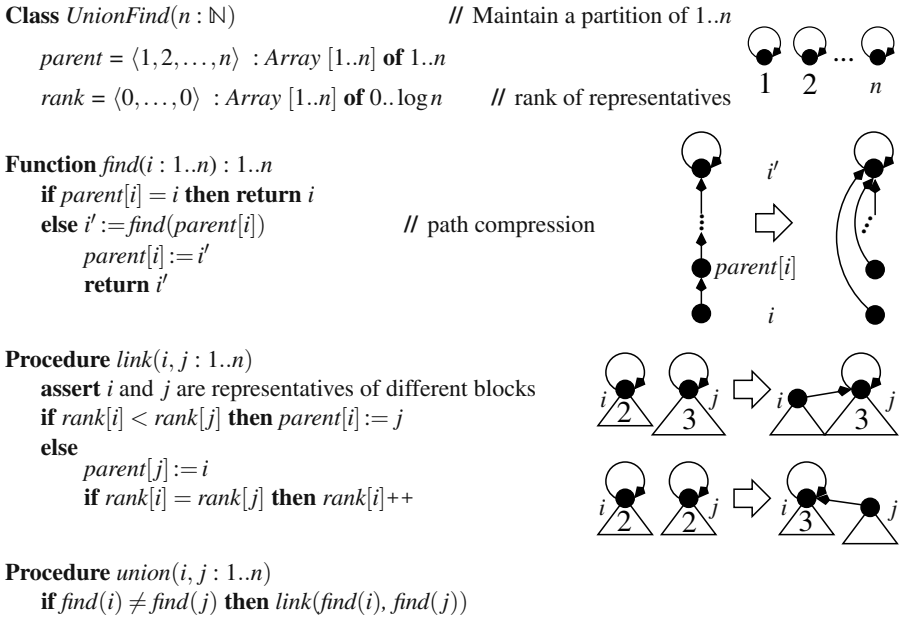 Class UnionFind(n : ℕ) // Maintain a partition of 1..n
parent = ⟨1,2,...,n⟩ : Array [1..n] of 1..n
rank = ⟨0,...,0⟩ : Array [1..n] of 0..log n // rank of representatives
...
1 2 n
Function find(i : 1..n) : 1..n
if parent[i] = i then return i
else i′ := find(parent[i]) // path compression
parent[i] := i′
return i′
i′
parent[i]
i
Procedure link(i, j : 1..n)
assert i and j are representatives of different blocks
if rank[i] < rank[j] then parent[i] := j
else
parent[j] := i
if rank[i] = rank[j] then rank[i]++
i 2 3 j i 3 j
i 2 2 j i 3 j
Procedure union(i, j : 1..n)
if find(i) ≠ find(j) then link(find(i), find(j))